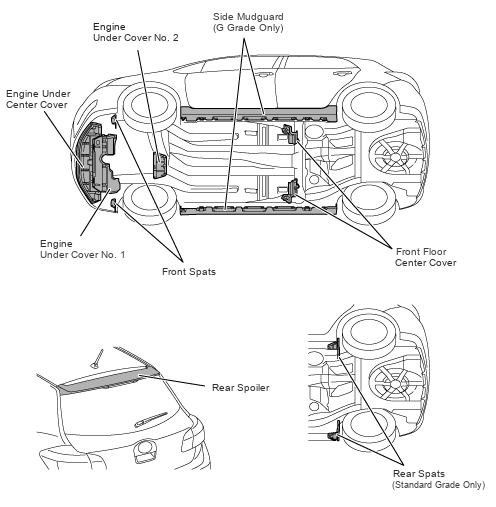 Side Mudguard
(G Grade Only)
Engine
Under Cover No. 2
Engine Under
Center Cover
Engine
Under Cover No. 1
Front Spats
Front Floor
Center Cover
Rear Spoiler
Rear Spats
(Standard Grade Only)